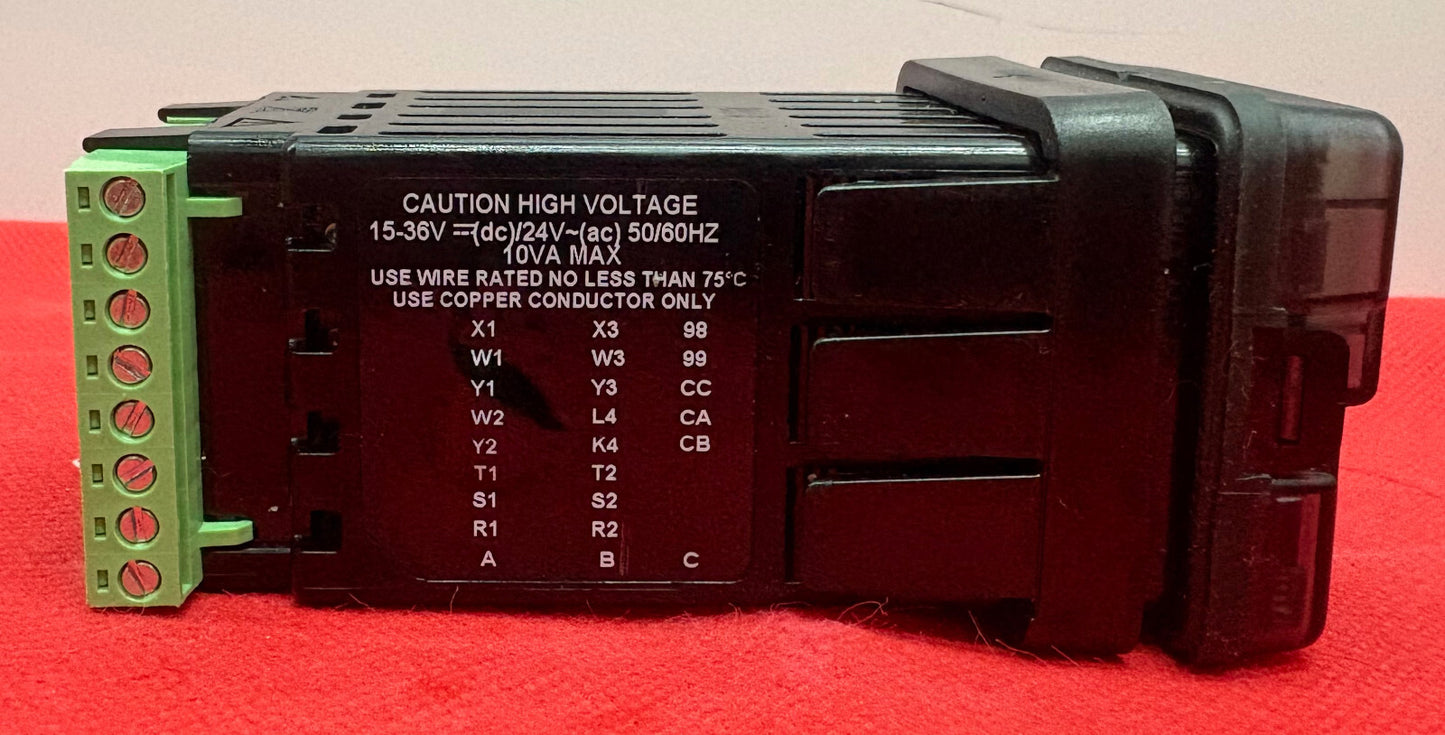 CAUTION HIGH VOLTAGE
15-36V ⎓(dc)/24V~(ac) 50/60HZ
10VA MAX
USE WIRE RATED NO LESS THAN 75°C
USE COPPER CONDUCTOR ONLY
X1 X3 98
W1 W3 99
Y1 Y3 CC
W2 L4 CA
Y2 K4 CB
T1 T2
S1 S2
R1 R2
A B C